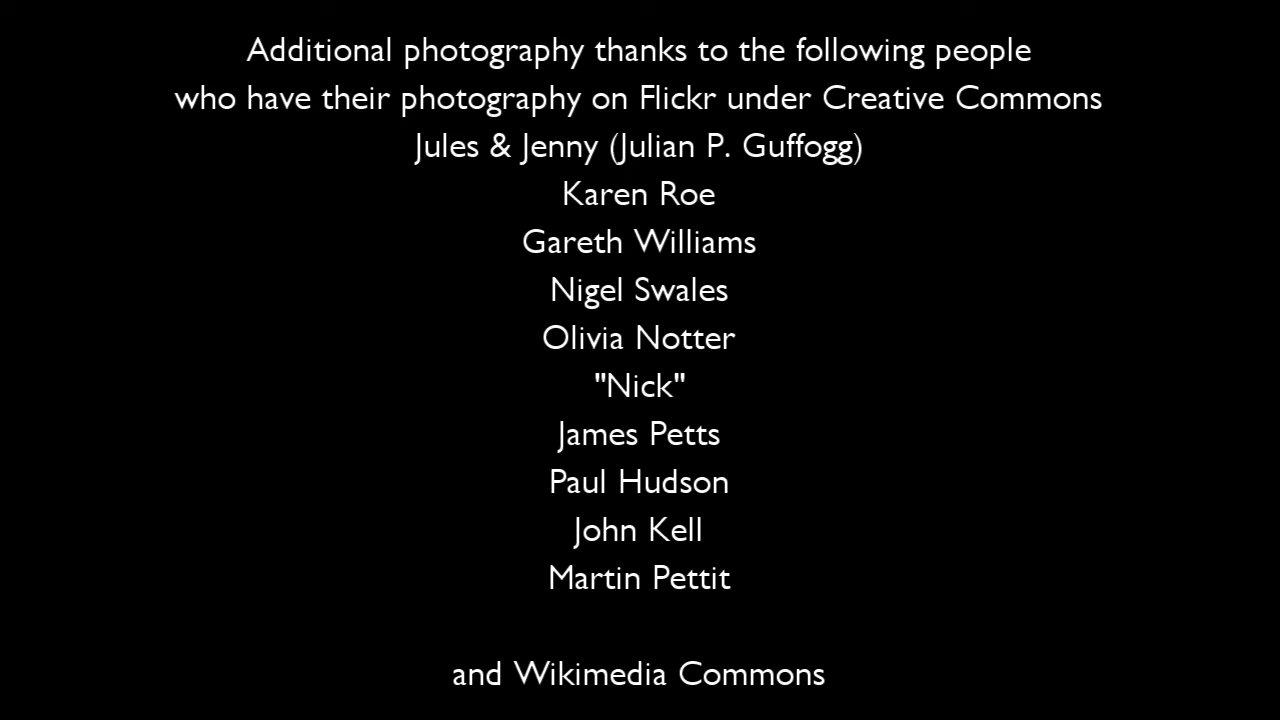 Additional photography thanks to the following people
who have their photography on Flickr under Creative Commons
Jules & Jenny (Julian P. Guffogg)
Karen Roe
Gareth Williams
Nigel Swales
Olivia Notter
"Nick"
James Petts
Paul Hudson
John Kell
Martin Pettit
and Wikimedia Commons